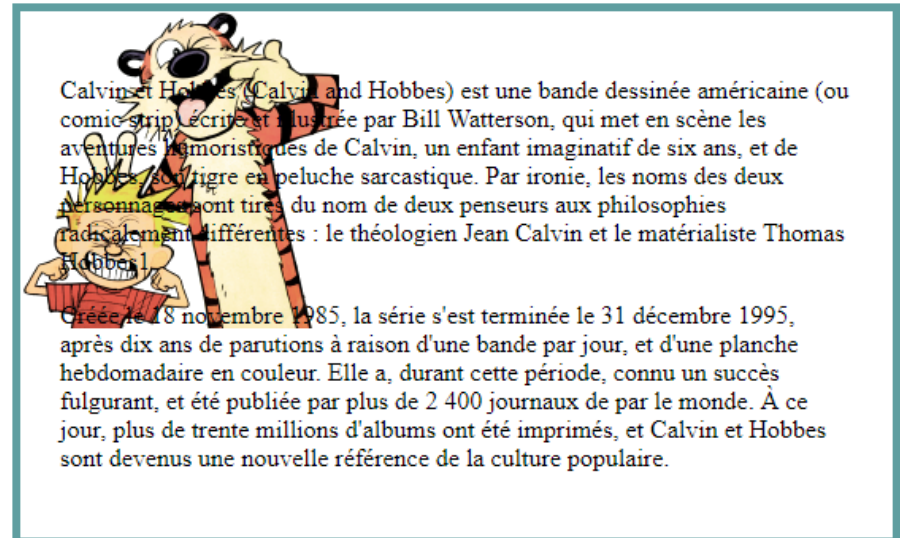 Calvin et Hobbes (Calvin and Hobbes) est une bande dessinée américaine (ou
comic strip) écrite et illustrée par Bill Watterson, qui met en scène les
aventures humoristiques de Calvin, un enfant imaginatif de six ans, et de
Hobbes, son tigre en peluche sarcastique. Par ironie, les noms des deux
personnages sont tirés du nom de deux penseurs aux philosophies
radicalement différentes : le théologien Jean Calvin et le matérialiste Thomas
Hobbes1.
Créée le 18 novembre 1985, la série s'est terminée le 31 décembre 1995,
après dix ans de parutions à raison d'une bande par jour, et d'une planche
hebdomadaire en couleur. Elle a, durant cette période, connu un succès
fulgurant, et été publiée par plus de 2 400 journaux de par le monde. À ce
jour, plus de trente millions d'albums ont été imprimés, et Calvin et Hobbes
sont devenus une nouvelle référence de la culture populaire.